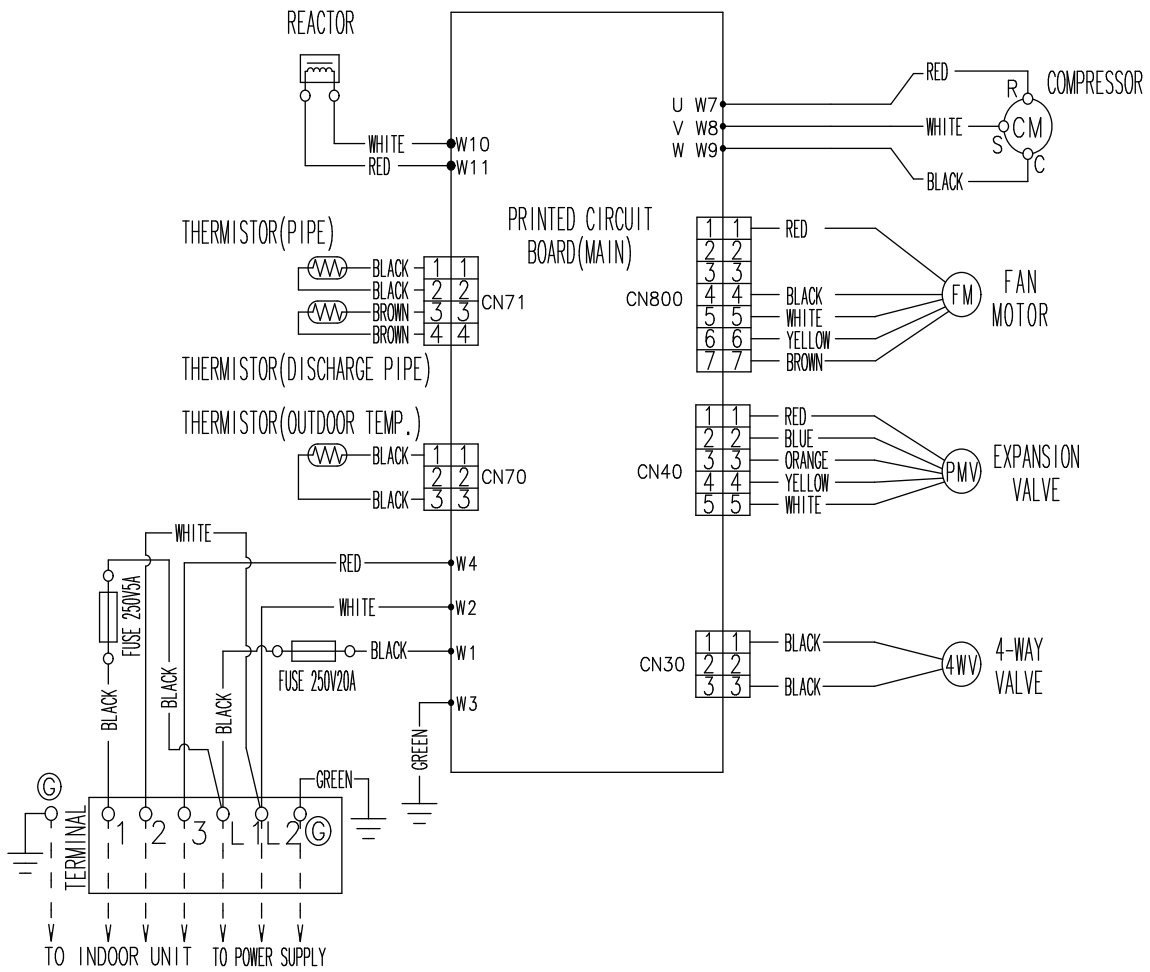 REACTOR
WHITE
W10
RED
W11
THERMISTOR(PIPE)
BLACK 1 1
BLACK 2 2
BROWN 3 3
BROWN 4 4
CN71
THERMISTOR(DISCHARGE PIPE)
THERMISTOR(OUTDOOR TEMP.)
BLACK 1 1
2 2
BLACK 3 3
CN70
WHITE
RED
W4
WHITE
W2
BLACK
W1
FUSE 250V20A
W3
FUSE 250V5A
BLACK
BLACK
BLACK
GREEN
GREEN
G
TERMINAL
1 2 3 L1 L2 G
TO INDOOR UNIT
TO POWER SUPPLY
PRINTED CIRCUIT
BOARD(MAIN)
U W7
V W8
W W9
RED
WHITE
BLACK
R
S
C
CM
COMPRESSOR
CN800
1 1 RED
2 2
3 3
4 4 BLACK
5 5 WHITE
6 6 YELLOW
7 7 BROWN
FM
FAN
MOTOR
CN40
1 1 RED
2 2 BLUE
3 3 ORANGE
4 4 YELLOW
5 5 WHITE
PMV
EXPANSION
VALVE
CN30
1 1 BLACK
2 2
3 3 BLACK
4WV
4-WAY
VALVE